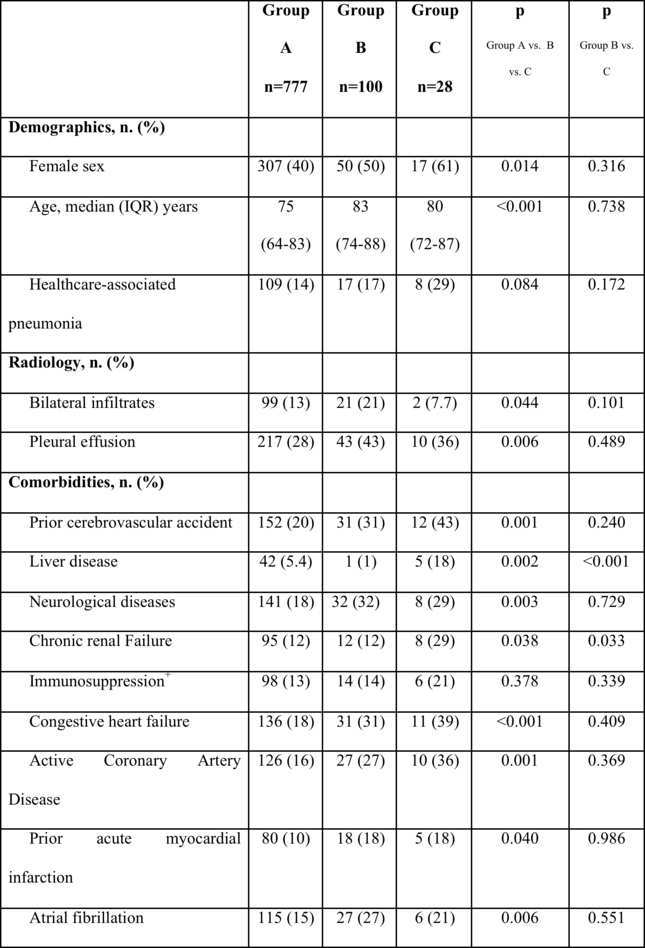 Group Group Group p p
A B C Group A vs. B Group B vs.
vs. C C
n=777 n=100 n=28
Demographics, n. (%)
Female sex 307 (40) 50 (50) 17 (61) 0.014 0.316
Age, median (IQR) years 75 83 80 <0.001 0.738
(64-83) (74-88) (72-87)
Healthcare-associated 109 (14) 17 (17) 8 (29) 0.084 0.172
pneumonia
Radiology, n. (%)
Bilateral infiltrates 99 (13) 21 (21) 2 (7.7) 0.044 0.101
Pleural effusion 217 (28) 43 (43) 10 (36) 0.006 0.489
Comorbidities, n. (%)
Prior cerebrovascular accident 152 (20) 31 (31) 12 (43) 0.001 0.240
Liver disease 42 (5.4) 1 (1) 5 (18) 0.002 <0.001
Neurological diseases 141 (18) 32 (32) 8 (29) 0.003 0.729
Chronic renal Failure 95 (12) 12 (12) 8 (29) 0.038 0.033
Immunosuppression+ 98 (13) 14 (14) 6 (21) 0.378 0.339
Congestive heart failure 136 (18) 31 (31) 11 (39) <0.001 0.409
Active Coronary Artery 126 (16) 27 (27) 10 (36) 0.001 0.369
Disease
Prior acute myocardial 80 (10) 18 (18) 5 (18) 0.040 0.986
infarction
Atrial fibrillation 115 (15) 27 (27) 6 (21) 0.006 0.551